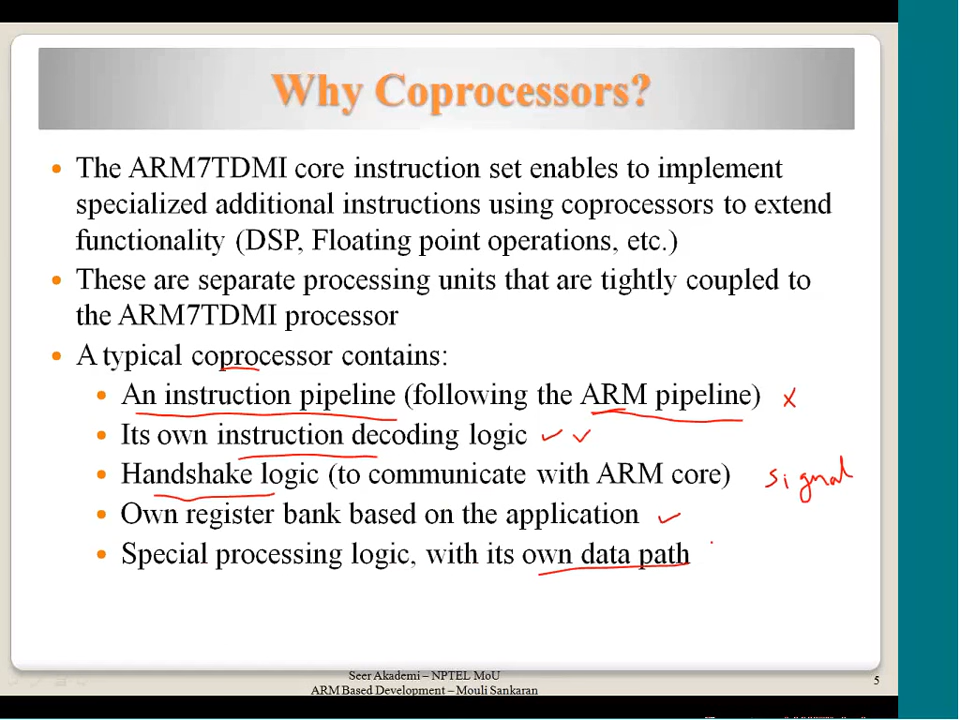 Why Coprocessors?
• The ARM7TDMI core instruction set enables to implement
specialized additional instructions using coprocessors to extend
functionality (DSP, Floating point operations, etc.)
• These are separate processing units that are tightly coupled to
the ARM7TDMI processor
• A typical coprocessor contains:
• An instruction pipeline (following the ARM pipeline) x
• Its own instruction decoding logic ✓ ✓
• Handshake logic (to communicate with ARM core) signal
• Own register bank based on the application ✓
• Special processing logic, with its own data path
Seer Akademi – NPTEL MoU
ARM Based Development – Mouli Sankaran
5